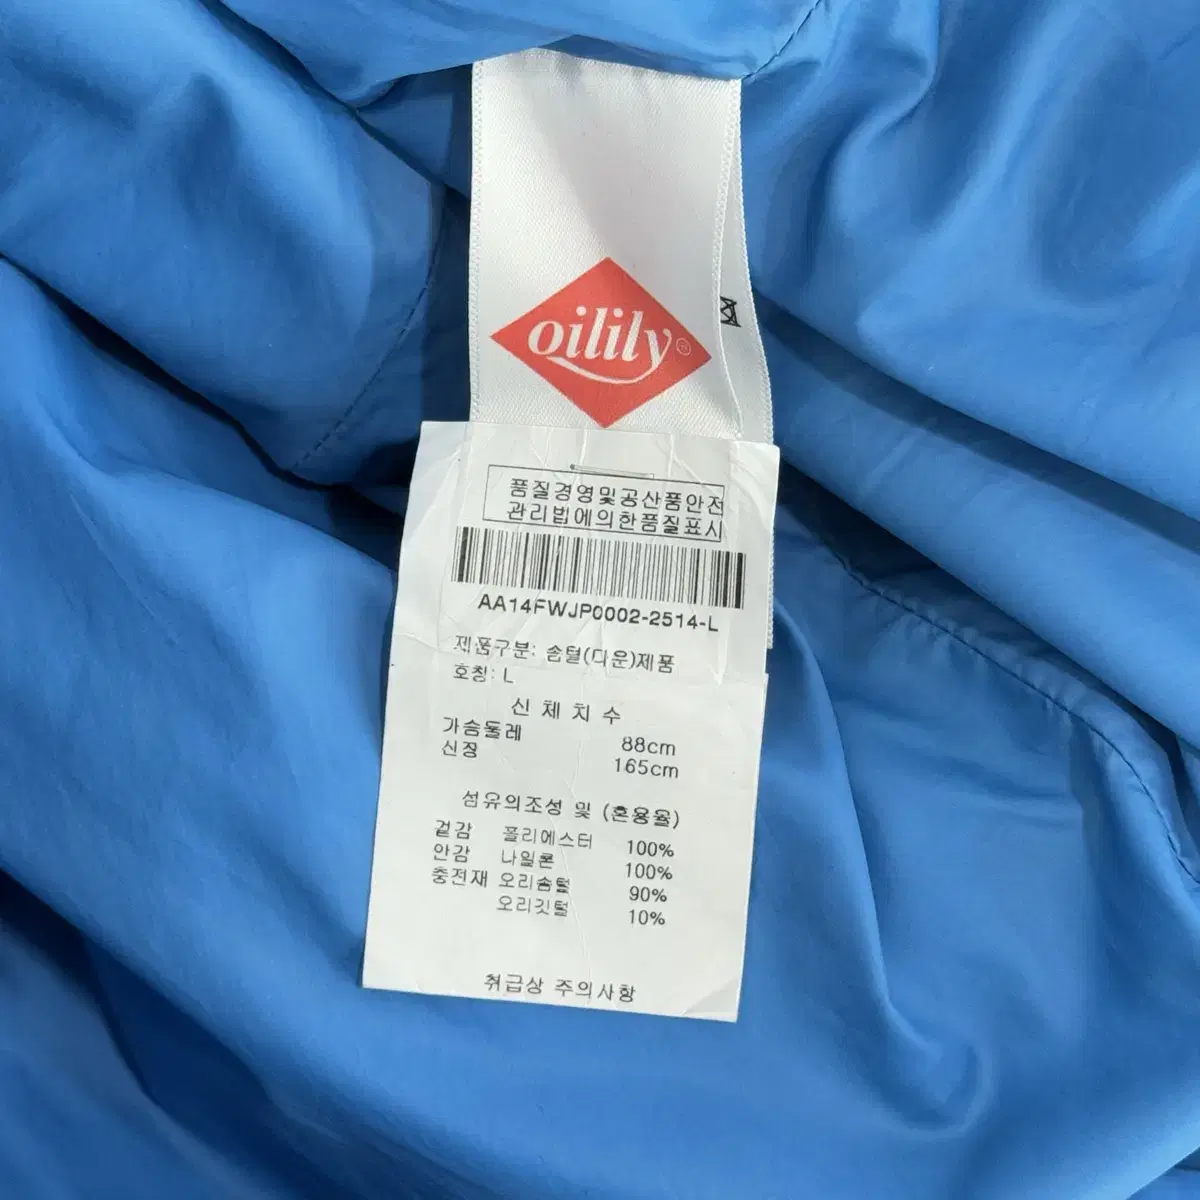 oilily
품질경영및공산품안전
관리법에의한품질표시
AA14FWJP0002-2514-L
제품구분: 솜털(다운)제품
호칭: L
신체치수
가슴둘레 88cm
신장 165cm
섬유의조성 및 (혼용율)
겉감 폴리에스터 100%
안감 나일론 100%
충전재 오리솜털 90%
오리깃털 10%
취급상 주의사항